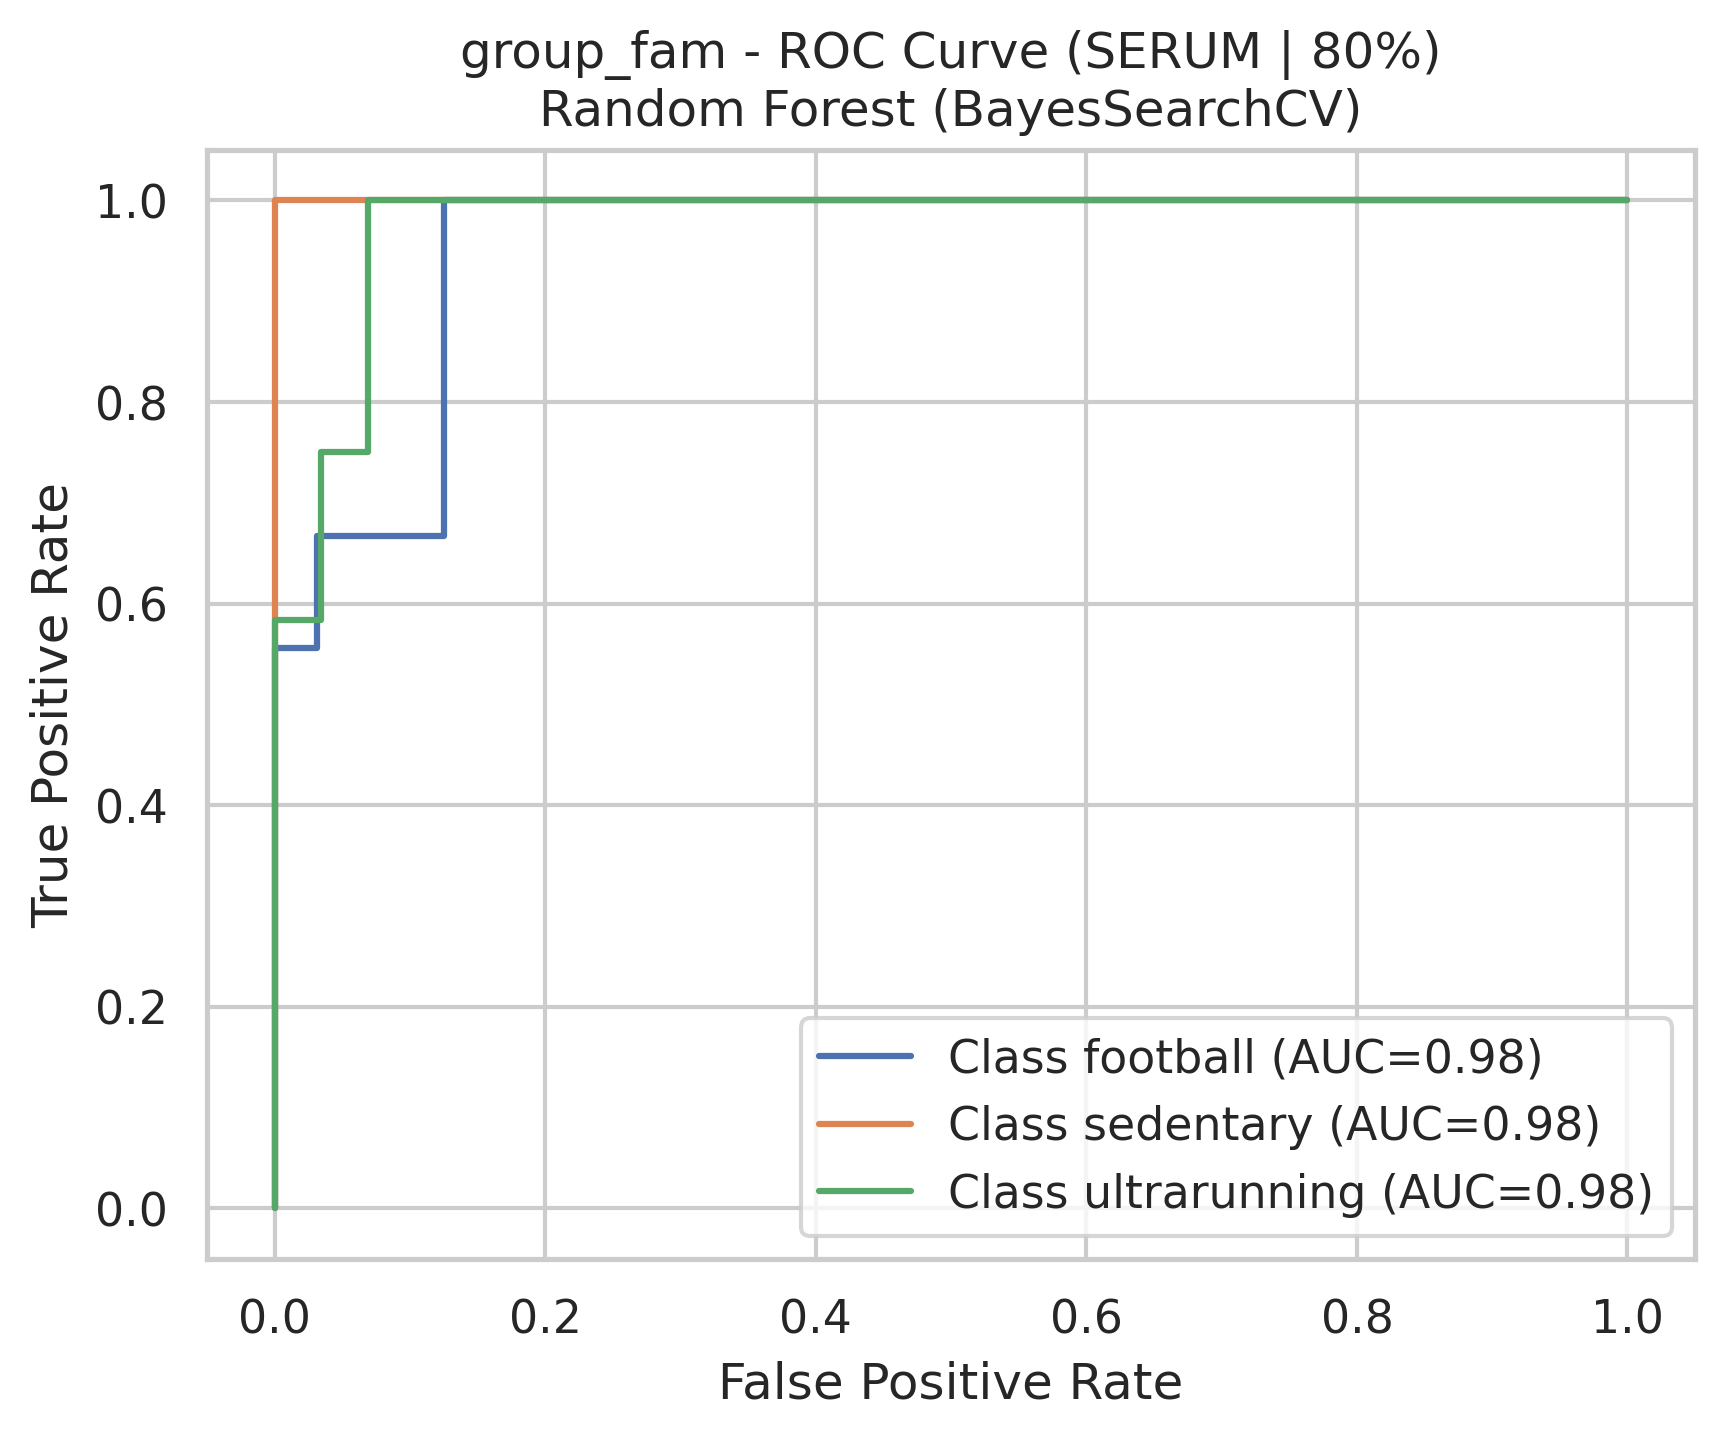 group_fam - ROC Curve (SERUM | 80%)
Random Forest (BayesSearchCV)
True Positive Rate
1.0
0.8
0.6
0.4
0.2
0.0
Class football (AUC=0.98)
Class sedentary (AUC=0.98)
Class ultrarunning (AUC=0.98)
0.0 0.2 0.4 0.6 0.8 1.0
False Positive Rate